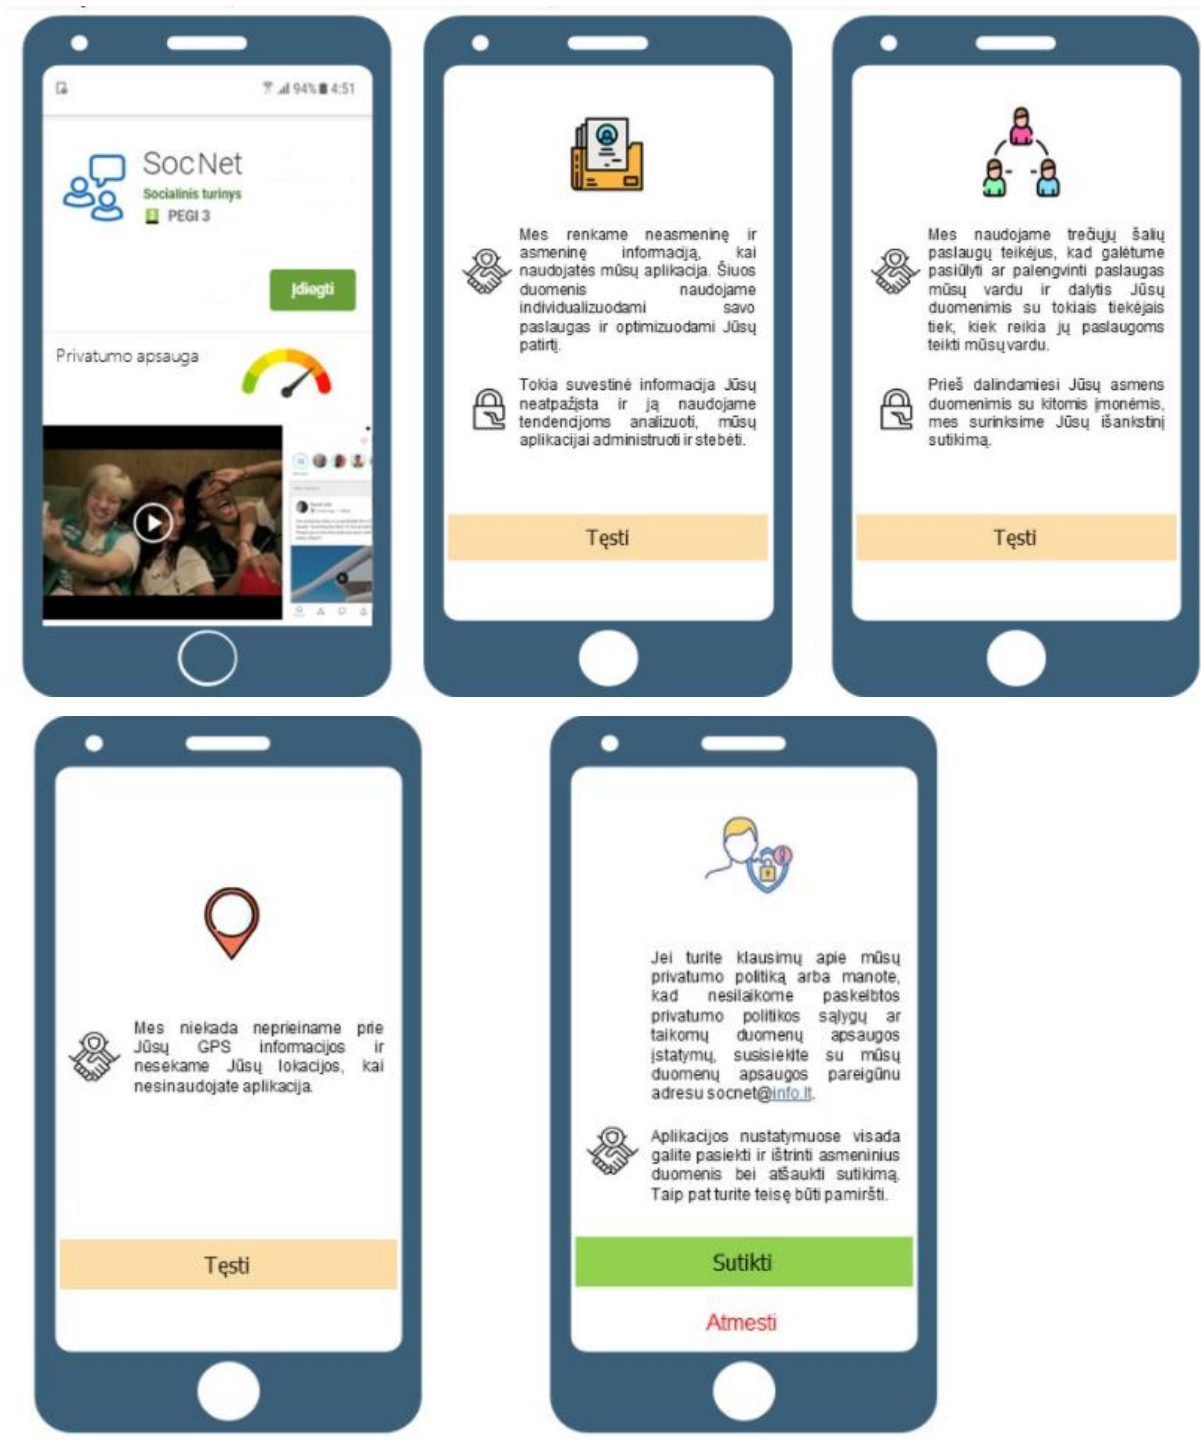 94% 4:51
SocNet
Socialinis turinys
3 PEGI 3
Įdiegti
Privatumo apsauga
Mes renkame neasmeninę ir
asmeninę informaciją, kai
naudojatės mūsų aplikacija. Šiuos
duomenis naudojame
individualizuodami savo
paslaugas ir optimizuodami Jūsų
patirtį.
Tokia suvestinė informacija Jūsų
neatpažįsta ir ją naudojame
tendencijoms analizuoti, mūsų
aplikacijai administruoti ir stebėti.
Tęsti
Mes naudojame trečiųjų šalių
paslaugų teikėjus, kad galėtume
pasiūlyti ar palengvinti paslaugas
mūsų vardu ir dalytis Jūsų
duomenimis su tokiais tiekėjais
tiek, kiek reikia jų paslaugoms
teikti mūsų vardu.
Prieš dalindamiesi Jūsų asmens
duomenimis su kitomis įmonėmis,
mes surinksime Jūsų išankstinį
sutikimą.
Tęsti
Mes niekada neprieiname prie
Jūsų GPS informacijos ir
nesekame Jūsų lokacijos, kai
nesinaudojate aplikacija.
Tęsti
Jei turite klausimų apie mūsų
privatumo politiką arba manote,
kad nesilaikome paskelbtos
privatumo politikos sąlygų ar
taikomų duomenų apsaugos
įstatymų, susisiekite su mūsų
duomenų apsaugos pareigūnu
adresu socnet@info.lt.
Aplikacijos nustatymuose visada
galite pasiekti ir ištrinti asmeninius
duomenis bei atšaukti sutikimą.
Taip pat turite teisę būti pamiršti.
Sutikti
Atmesti